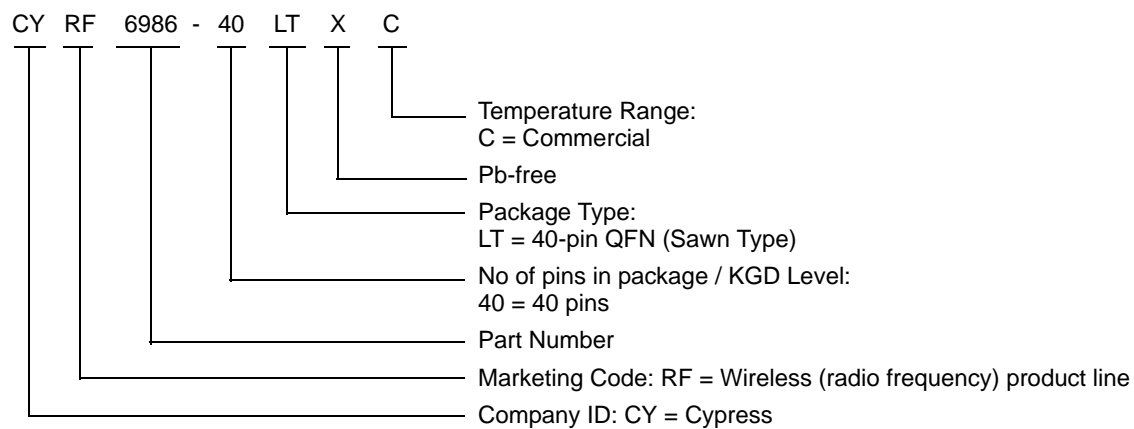 CY RF 6986 - 40 LT X C
Temperature Range:
C = Commercial
Pb-free
Package Type:
LT = 40-pin QFN (Sawn Type)
No of pins in package / KGD Level:
40 = 40 pins
Part Number
Marketing Code: RF = Wireless (radio frequency) product line
Company ID: CY = Cypress